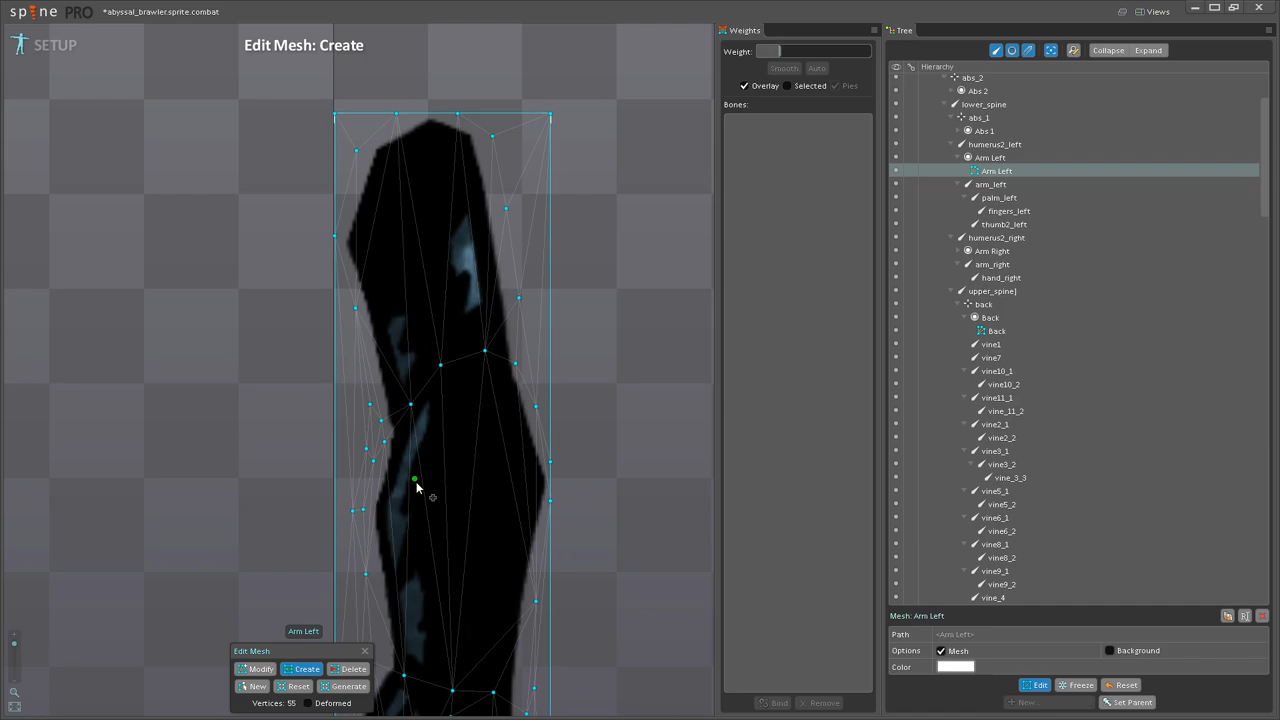 spine PRO
*abyssal_brawler.sprite.combat
Views
SETUP
Edit Mesh: Create
Weights
Weight:
Smooth
Auto
Overlay
Selected
Pies
Bones:
Bind
Remove
Tree
Collapse
Expand
Hierarchy
abs_2
Abs 2
lower_spine
abs_1
Abs 1
humerus2_left
Arm Left
Arm Left
arm_left
palm_left
fingers_left
thumb2_left
humerus2_right
Arm Right
arm_right
hand_right
upper_spine]
back
Back
Back
vine1
vine7
vine10_1
vine10_2
vine11_1
vine_11_2
vine2_1
vine2_2
vine3_1
vine3_2
vine_3_3
vine5_1
vine5_2
vine6_1
vine6_2
vine8_1
vine8_2
vine9_1
vine9_2
vine_4
Mesh: Arm Left
Path
<Arm Left>
Options
Mesh
Background
Color
Edit
Freeze
Reset
New...
Set Parent
Arm Left
Edit Mesh
Modify
Create
Delete
New
Reset
Generate
Vertices: 55
Deformed